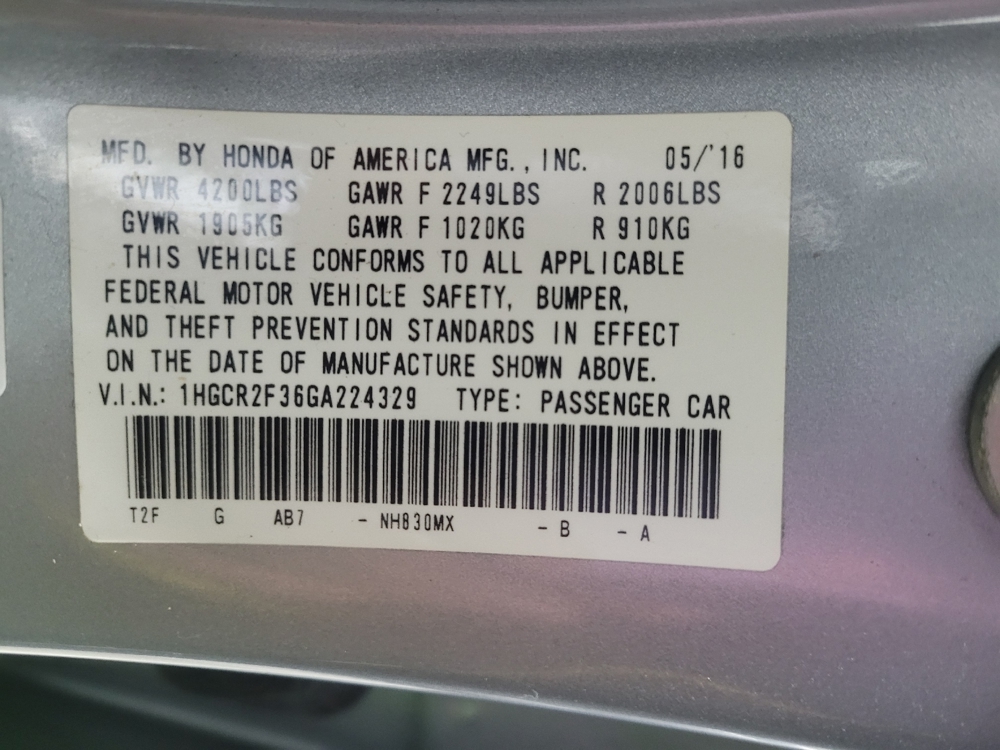 MFD. BY HONDA OF AMERICA MFG., INC. 05/'16
GVWR 4200LBS GAWR F 2249LBS R 2006LBS
GVWR 1905KG GAWR F 1020KG R 910KG
THIS VEHICLE CONFORMS TO ALL APPLICABLE
FEDERAL MOTOR VEHICLE SAFETY, BUMPER,
AND THEFT PREVENTION STANDARDS IN EFFECT
ON THE DATE OF MANUFACTURE SHOWN ABOVE.
V.I.N.: 1HGCR2F36GA224329 TYPE: PASSENGER CAR
T2F G AB7 - NH830MX - B - A